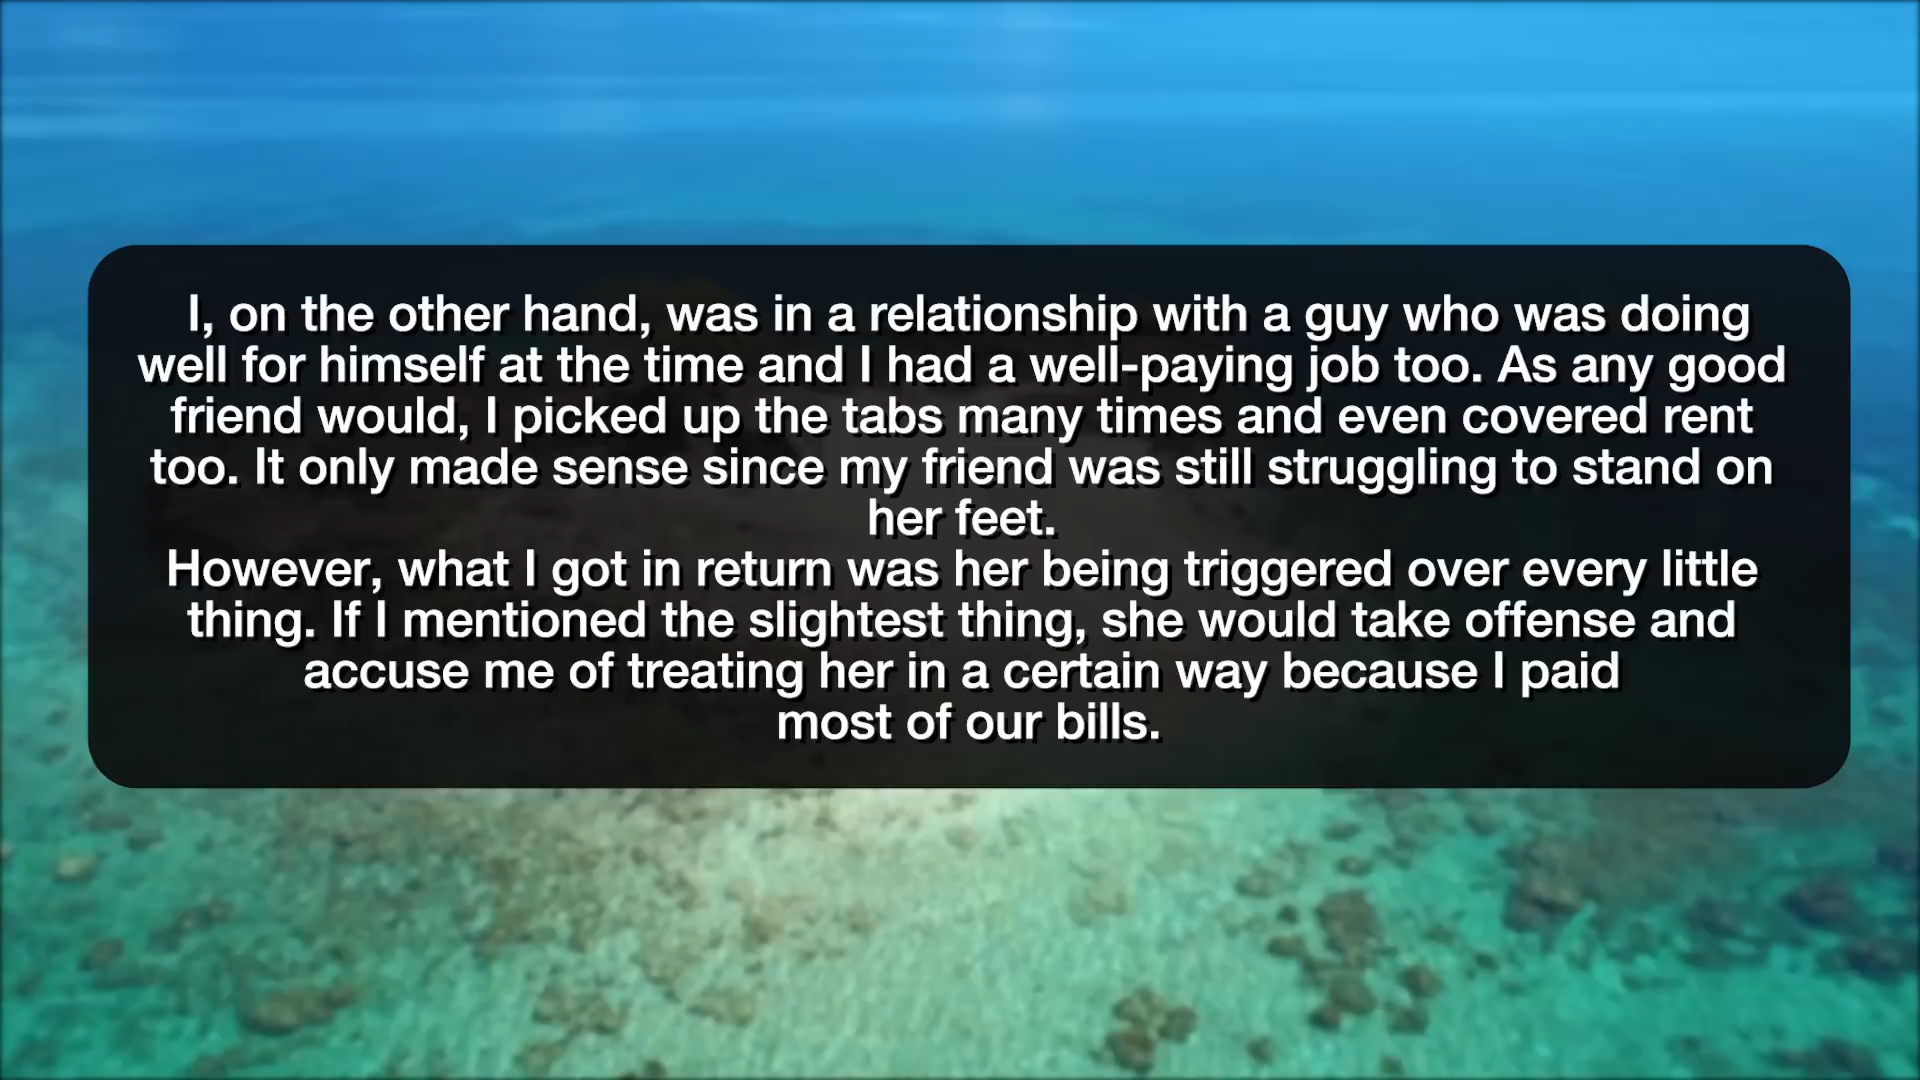 I, on the other hand, was in a relationship with a guy who was doing
well for himself at the time and I had a well-paying job too. As any good
friend would, I picked up the tabs many times and even covered rent
too. It only made sense since my friend was still struggling to stand on
her feet.
However, what I got in return was her being triggered over every little
thing. If I mentioned the slightest thing, she would take offense and
accuse me of treating her in a certain way because I paid
most of our bills.